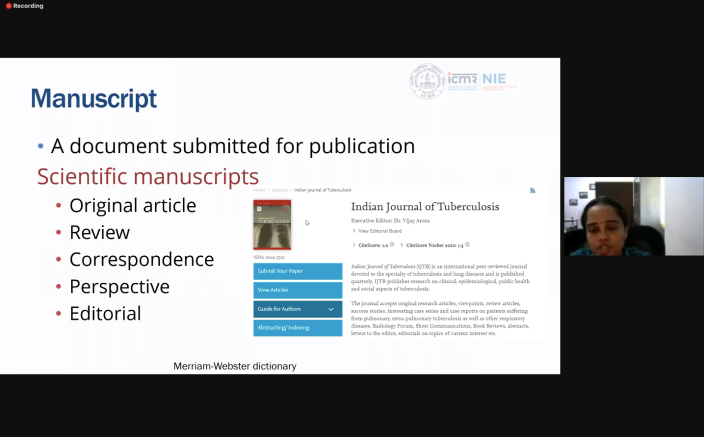 Recording
icmr NIE
Manuscript
• A document submitted for publication
Scientific manuscripts
• Original article
• Review
• Correspondence
• Perspective
• Editorial
Home > Journals > Indian Journal of Tuberculosis
TUBERCULOSIS
ISSN: 0019-5707
Submit Your Paper
View Articles
Guide for Authors
Abstracting/ Indexing
Indian Journal of Tuberculosis
Executive Editor: Dr. Vijay Arora
> View Editorial Board
> CiteScore: 1.0 > CiteScore Tracker 2020: 1.3
Indian Journal of Tuberculosis (IJTB) is an international peer-reviewed journal
devoted to the specialty of tuberculosis and lung diseases and is published
quarterly. IJTB publishes research on clinical, epidemiological, public health
and social aspects of tuberculosis.
The journal accepts original research articles, viewpoints, review articles,
success stories, interesting case series and case reports on patients suffering
from pulmonary, extra-pulmonary tuberculosis as well as other respiratory
diseases, Radiology Forum, Short Communications, Book Reviews, abstracts,
letters to the editor, editorials on topics of current interest etc.
Merriam-Webster dictionary